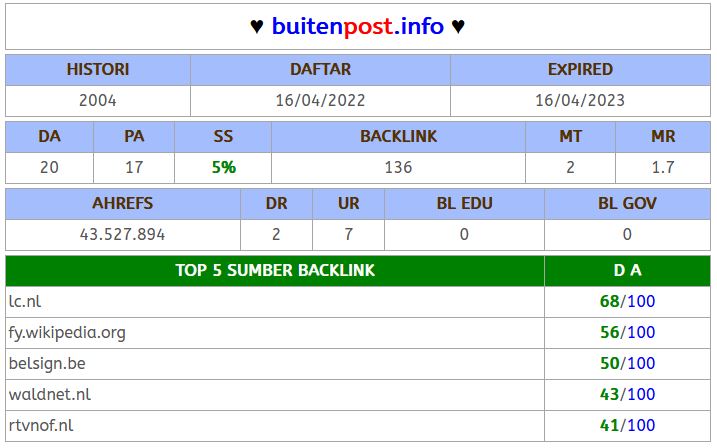 ♥ buitenpost.info ♥
HISTORI DAFTAR EXPIRED
2004 16/04/2022 16/04/2023
DA PA SS BACKLINK MT MR
20 17 5% 136 2 1.7
AHREFS DR UR BL EDU BL GOV
43.527.894 2 7 0 0
TOP 5 SUMBER BACKLINK D A
lc.nl 68/100
fy.wikipedia.org 56/100
belsign.be 50/100
waldnet.nl 43/100
rtvnof.nl 41/100